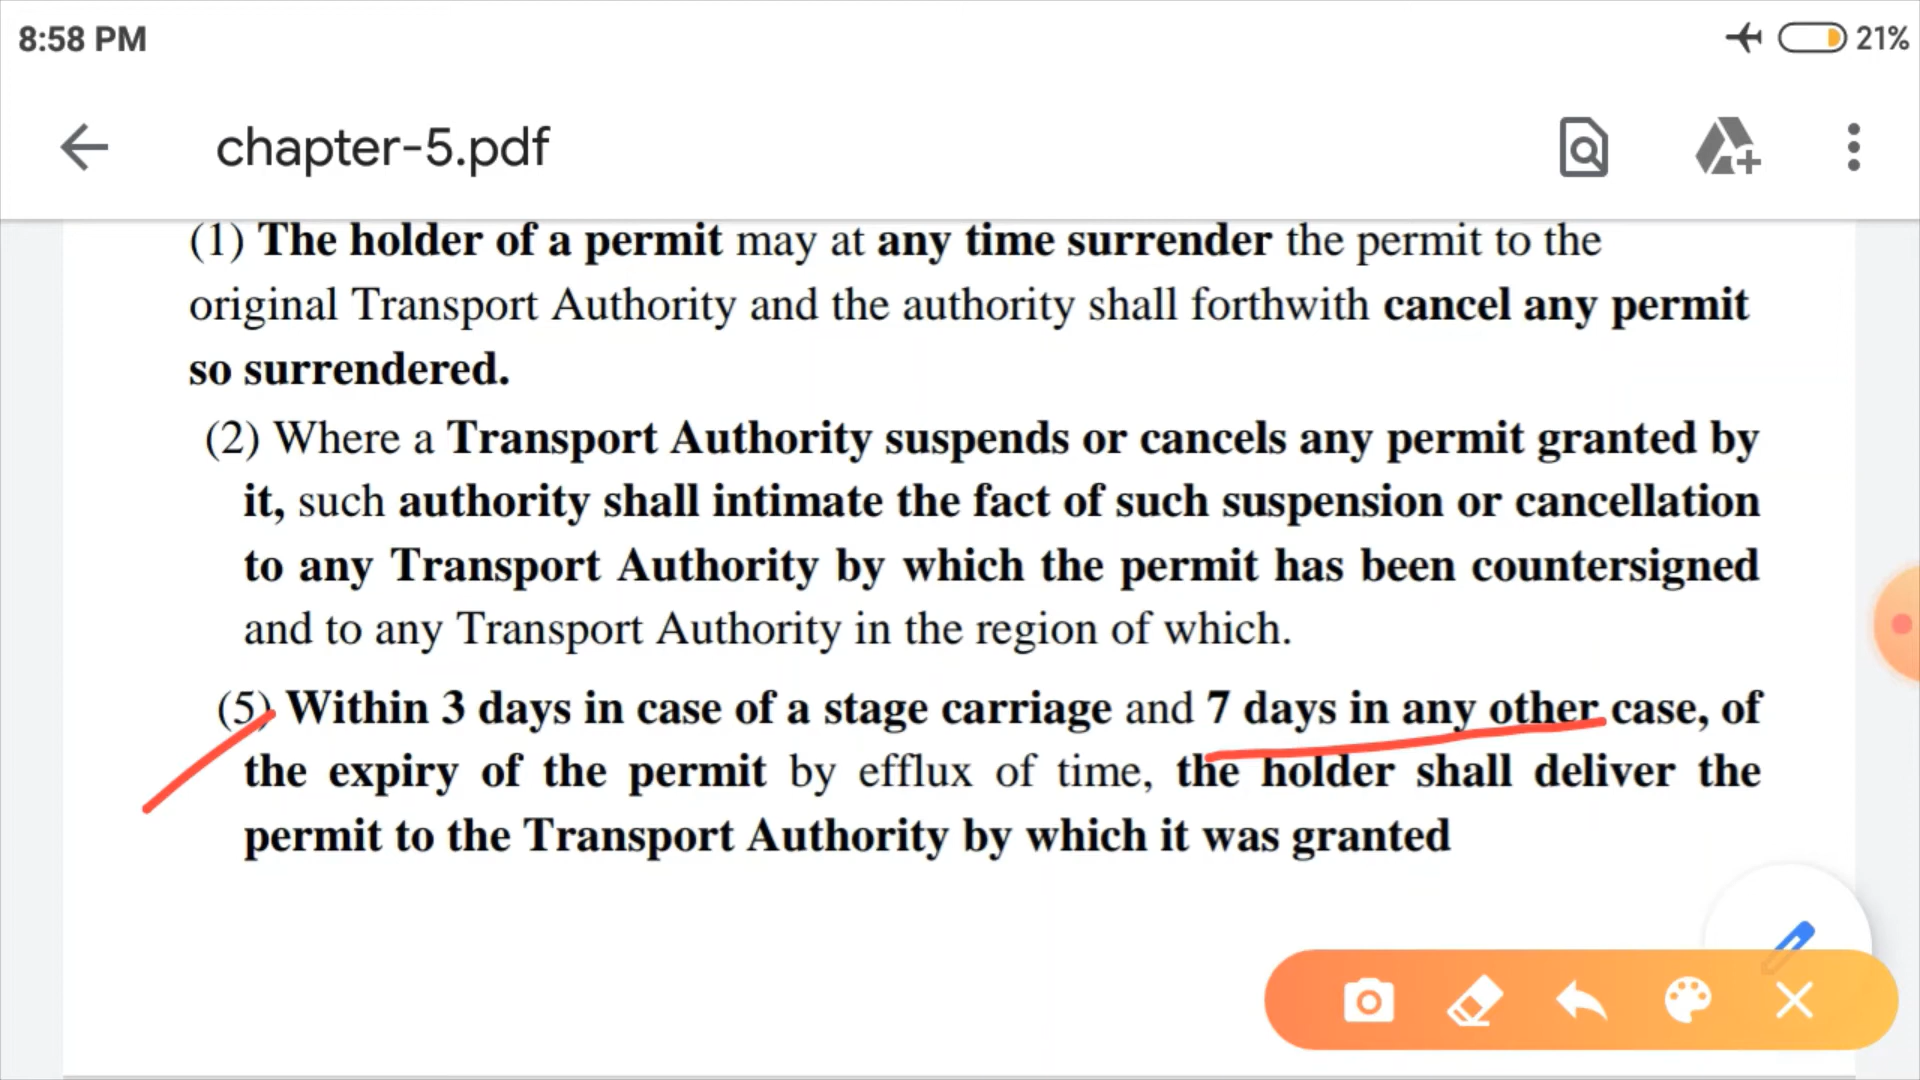 8:58 PM
21%
chapter-5.pdf
(1) The holder of a permit may at any time surrender the permit to the
original Transport Authority and the authority shall forthwith cancel any permit
so surrendered.
(2) Where a Transport Authority suspends or cancels any permit granted by
it, such authority shall intimate the fact of such suspension or cancellation
to any Transport Authority by which the permit has been countersigned
and to any Transport Authority in the region of which.
(5) Within 3 days in case of a stage carriage and 7 days in any other case, of
the expiry of the permit by efflux of time, the holder shall deliver the
permit to the Transport Authority by which it was granted